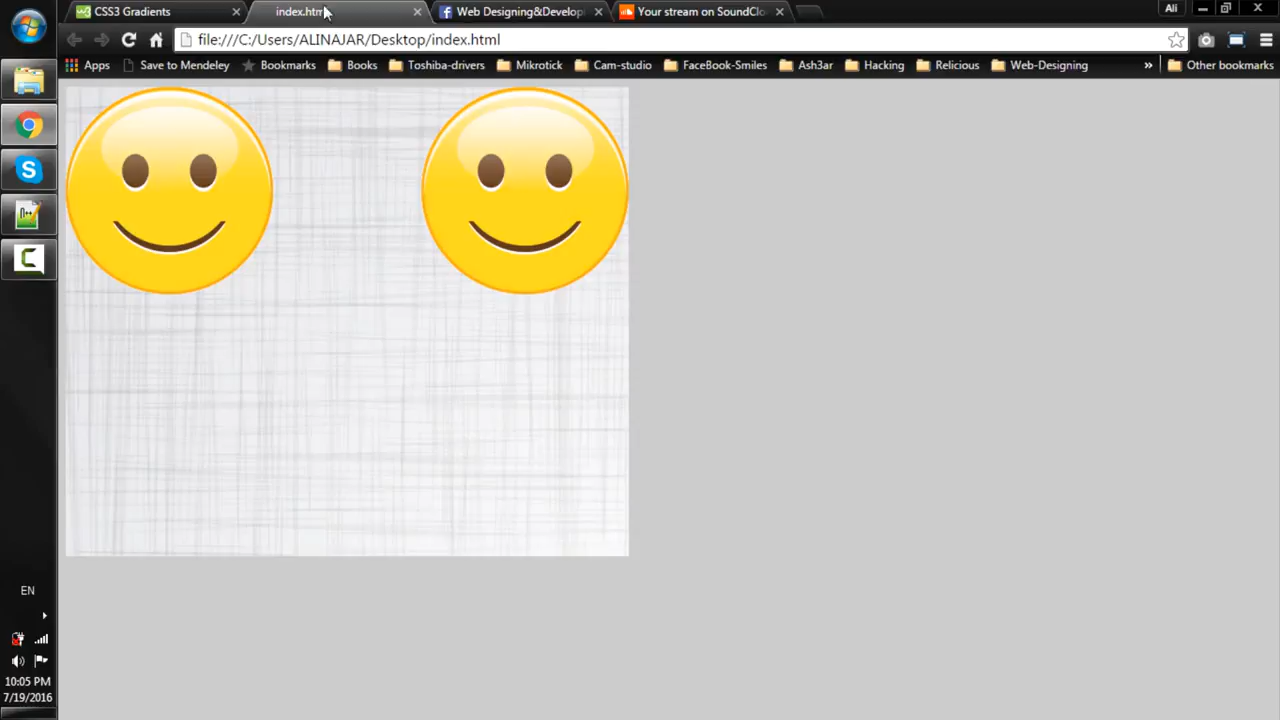 CSS3 Gradients
index.html
Web Designing&Develop
Your stream on SoundClo
Ali
file:///C:/Users/ALINAJAR/Desktop/index.html
Apps
Save to Mendeley
Bookmarks
Books
Toshiba-drivers
Mikrotick
Cam-studio
FaceBook-Smiles
Ash3ar
Hacking
Relicious
Web-Designing
»
Other bookmarks
EN
10:05 PM
7/19/2016